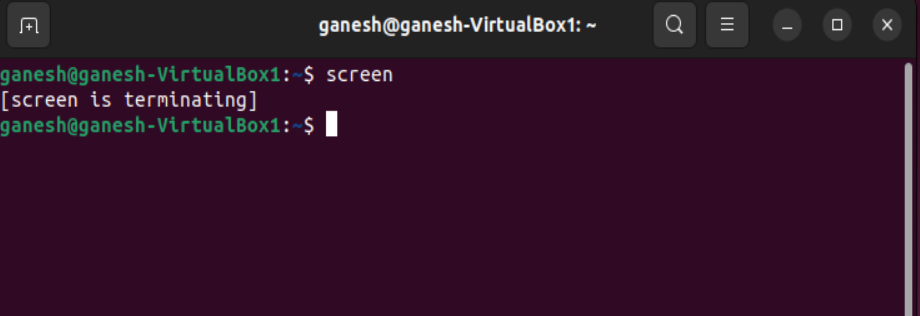 ganesh@ganesh-VirtualBox1: ~
ganesh@ganesh-VirtualBox1:~$ screen
[screen is terminating]
ganesh@ganesh-VirtualBox1:~$